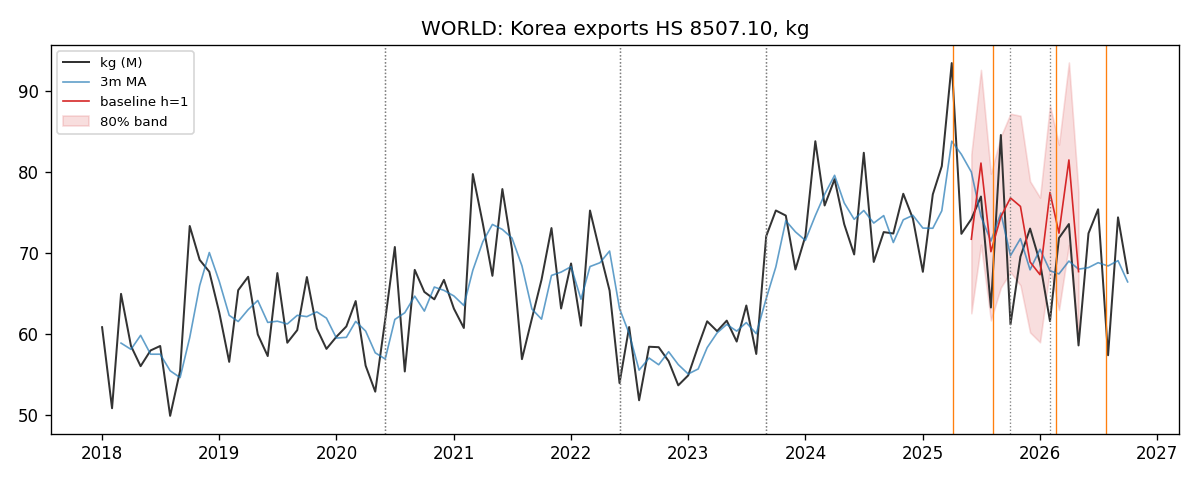 WORLD: Korea exports HS 8507.10, kg
kg (M)
3m MA
baseline h=1
80% band
90
80
70
60
50
2018 2019 2020 2021 2022 2023 2024 2025 2026 2027